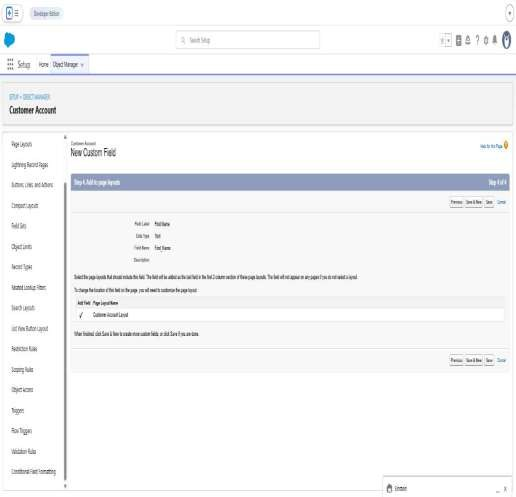 Developer Edition
Search Setup
Setup
Home
Object Manager
SETUP > OBJECT MANAGER
Customer Account
Page Layouts
Lightning Record Pages
Buttons, Links, and Actions
Compact Layouts
Field Sets
Object Limits
Record Types
Related Lookup Filters
Search Layouts
List View Button Layout
Restriction Rules
Scoping Rules
Object Access
Triggers
Flow Triggers
Validation Rules
Conditional Field Formatting
Customer Account
New Custom Field
Help for this Page
Step 4. Add to page layouts
Step 4 of 4
Previous Save & New Save Cancel
Field Label First Name
Data Type Text
Field Name First_Name
Description
Select the page layouts that should include this field. The field will be added as the last field in the first 2-column section of these page layouts. The field will not appear on any pages if you do not select a layout.
To change the location of this field on the page, you will need to customize the page layout.
Add Field Page Layout Name
Customer Account Layout
When finished, click Save & New to create more custom fields, or click Save if you are done.
Previous Save & New Save Cancel